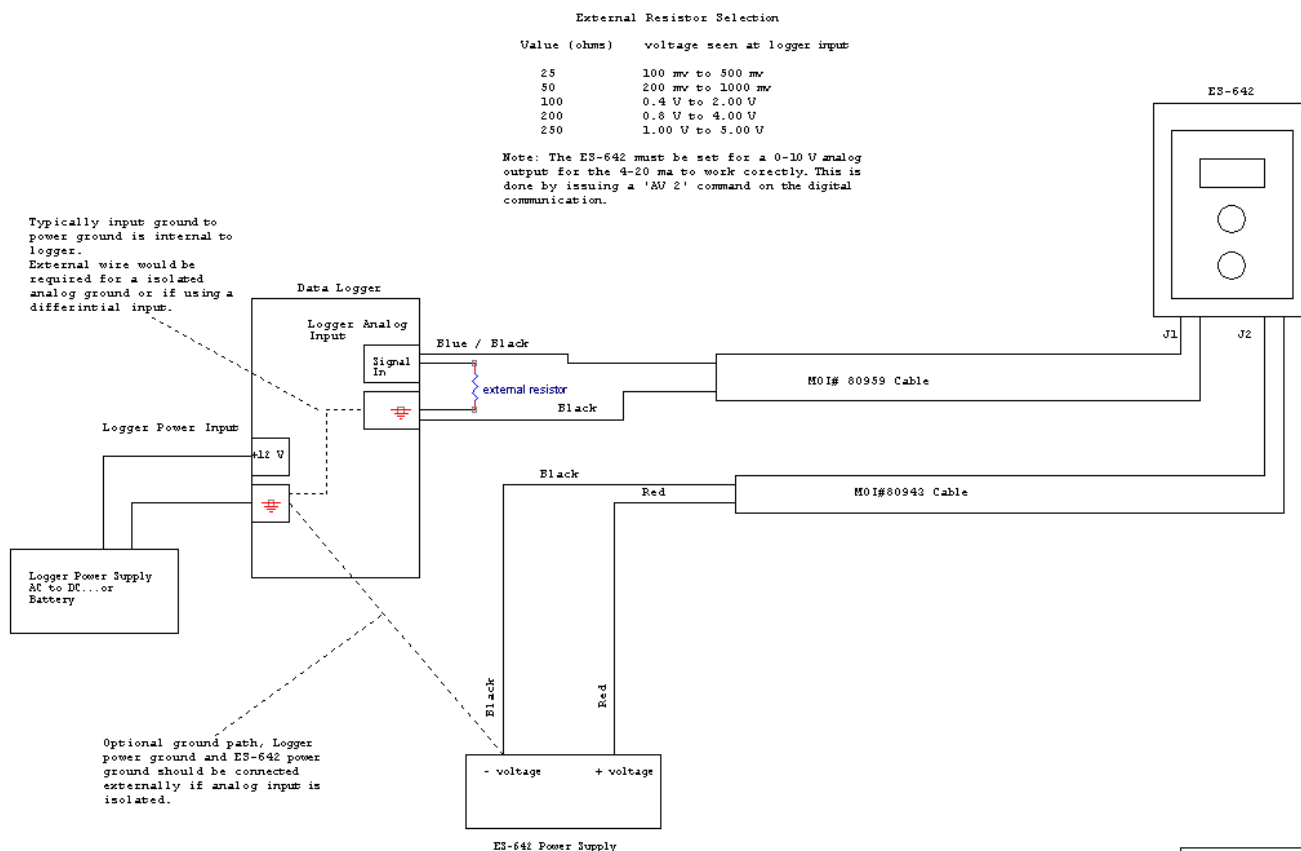 External Resistor Selection
Value (ohms) voltage seen at logger input
25 100 mv to 500 mv
50 200 mv to 1000 mv
100 0.4 V to 2.00 V
200 0.8 V to 4.00 V
250 1.00 V to 5.00 V
Note: The ES-642 must be set for a 0-10 V analog
output for the 4-20 ma to work corectly. This is
done by issuing a 'AV 2' command on the digital
communication.
ES-642
Typically input ground to
power ground is internal to
logger.
External wire would be
required for a isolated
analog ground or if using a
differintial input.
Data Logger
Logger Analog
Input
Signal
In
Blue / Black
external resistor
Black
J1
J2
MOI# 80959 Cable
Logger Power Input
+12 V
Black
Red
MOI#80943 Cable
Logger Power Supply
AC to DC...or
Battery
Black
Red
Optional ground path, Logger
power ground and ES-642 power
ground should be connected
externally if analog input is
isolated.
- voltage
+ voltage
ES-642 Power Supply